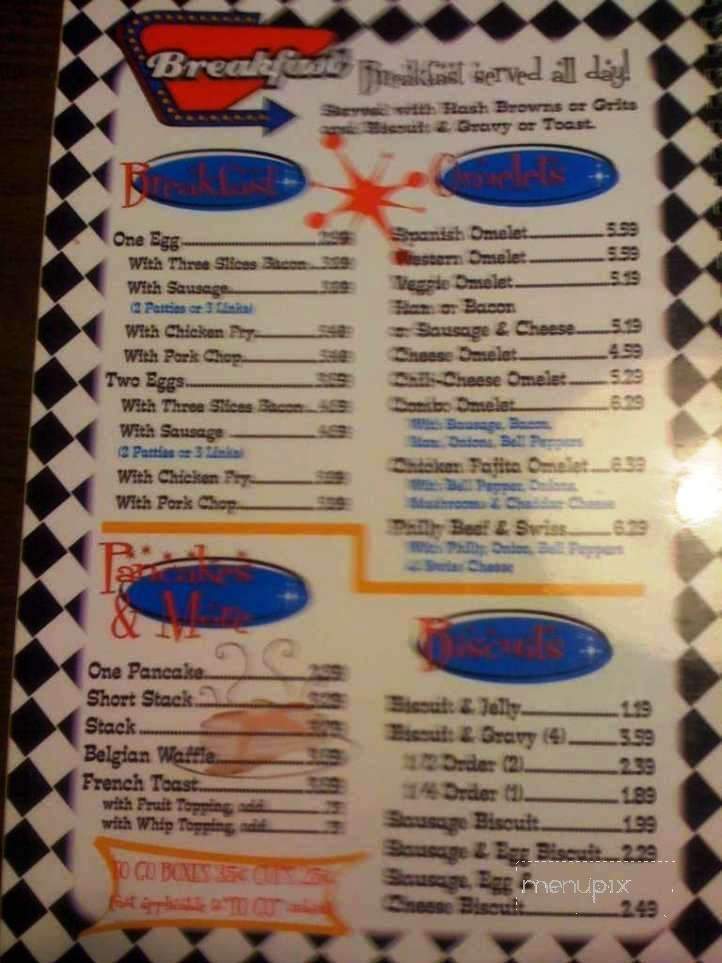 Breakfast
Breakfast served all day!
Served with Hash Browns or Grits
and Biscuit & Gravy or Toast.
Breakfast
One Egg
With Three Slices Bacon
With Sausage
(2 Patties or 3 Links)
With Chicken Fry
With Pork Chop
Two Eggs
With Three Slices Bacon
With Sausage
(2 Patties or 3 Links)
With Chicken Fry
With Pork Chop
Omelets
Spanish Omelet 5.59
Western Omelet 5.59
Veggie Omelet 5.19
Ham or Bacon
or Sausage & Cheese 5.19
Cheese Omelet 4.59
Chili-Cheese Omelet 5.29
Combo Omelet 6.29
With Sausage, Bacon,
Ham, Onions, Bell Peppers
Chicken Fajita Omelet 6.39
With Bell Pepper, Onions,
Mushrooms & Cheddar Cheese
Philly Beef & Swiss 6.29
With Philly, Onion, Bell Peppers
& Swiss Cheese
Pancakes
& More
One Pancake
Short Stack
Stack
Belgian Waffle
French Toast
with Fruit Topping, add
with Whip Topping, add
TO GO BOXES 35¢ CUPS 25¢
"TO GO"
Biscuits
Biscuit & Jelly 1.19
Biscuit & Gravy (4) 3.59
1/2 Order (2) 2.39
Order (1) 1.89
Sausage Biscuit 1.99
Sausage & Egg Biscuit 2.29
Sausage, Egg &
Cheese Biscuit 2.49
menupix